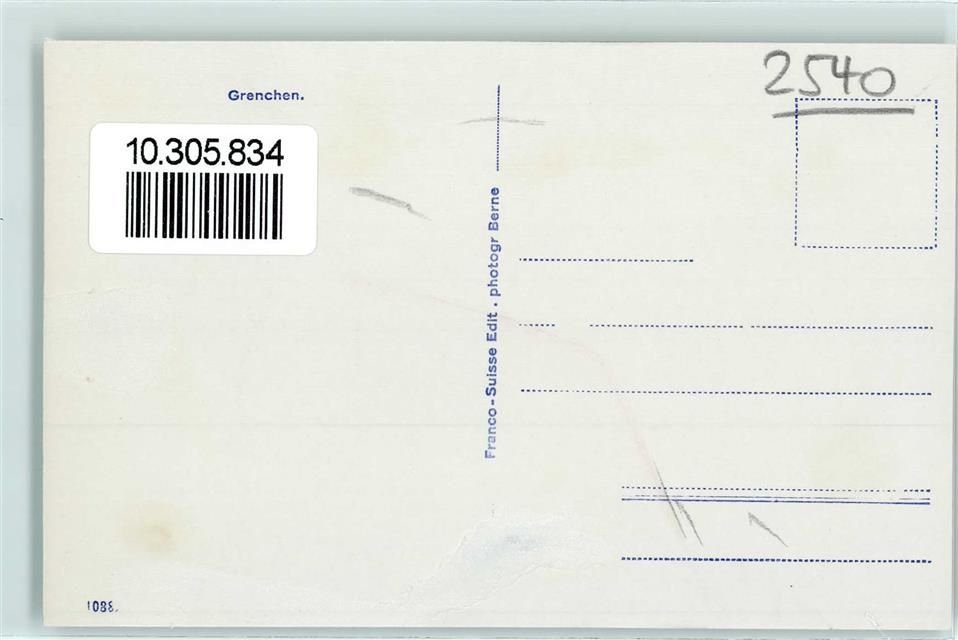 2540
Grenchen.
10.305.834
Franco-Suisse Edit. photogr Berne
1088.